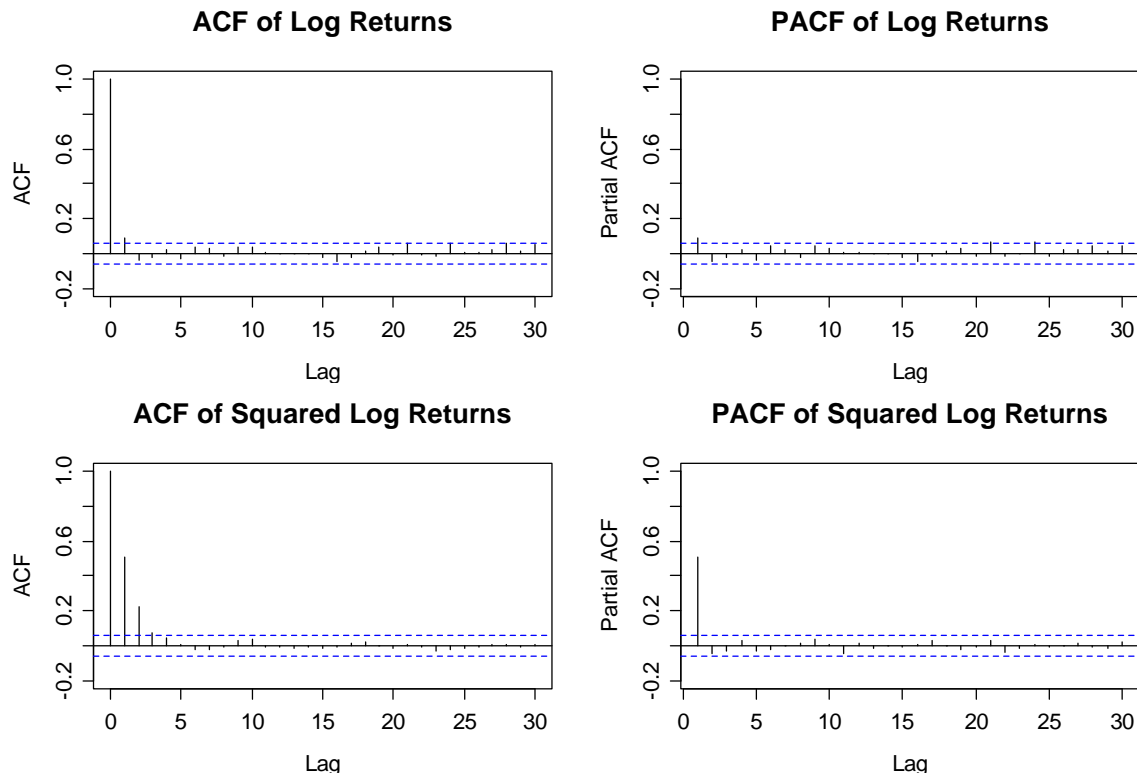 ACF of Log Returns
ACF
-0.2 0.2 0.6 1.0
0 5 10 15 20 25 30
Lag
PACF of Log Returns
Partial ACF
-0.2 0.2 0.6 1.0
0 5 10 15 20 25 30
Lag
ACF of Squared Log Returns
ACF
-0.2 0.2 0.6 1.0
0 5 10 15 20 25 30
Lag
PACF of Squared Log Returns
Partial ACF
-0.2 0.2 0.6 1.0
0 5 10 15 20 25 30
Lag